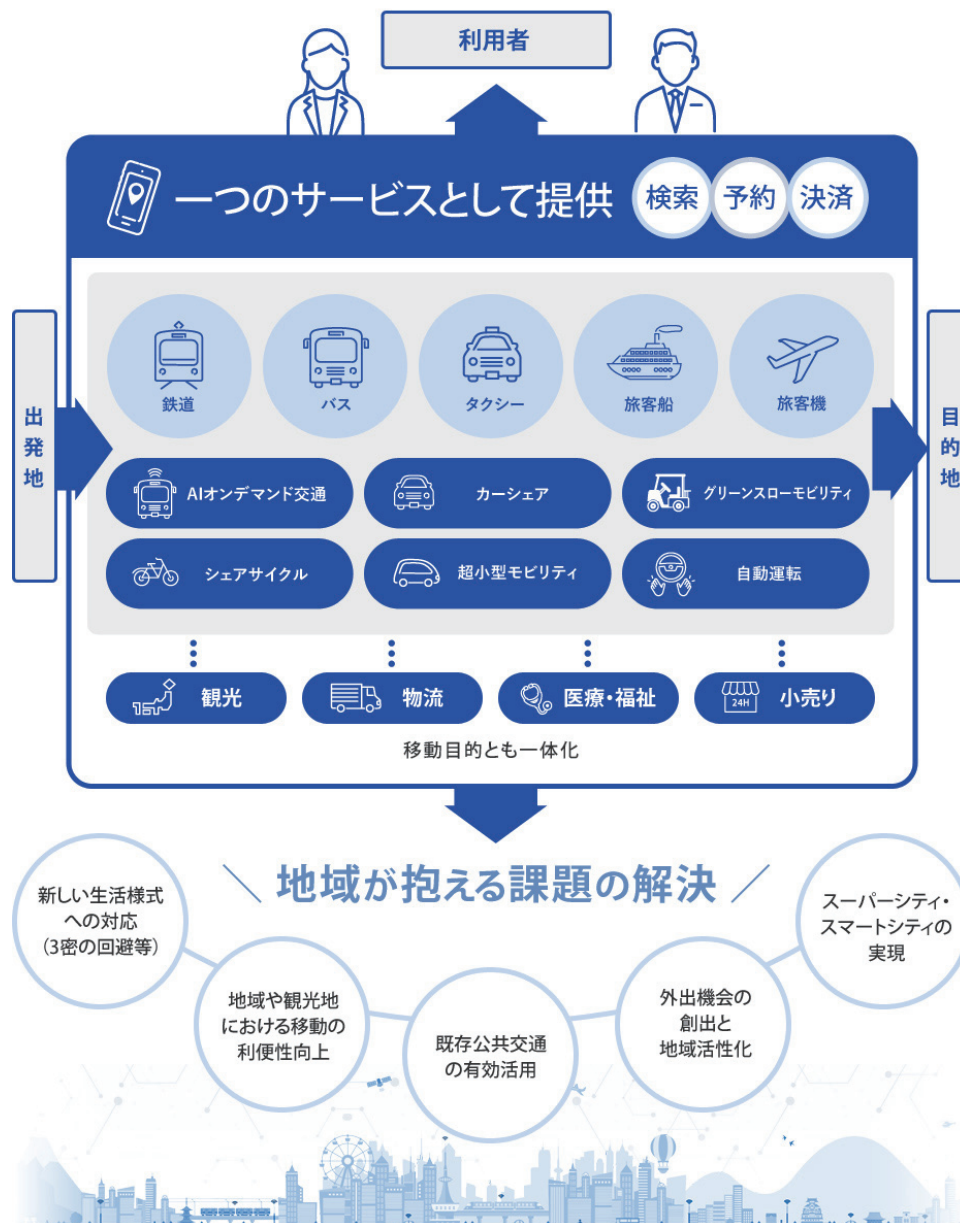 利用者
一つのサービスとして提供 検索 予約 決済
出発地
目的地
鉄道 バス タクシー 旅客船 旅客機
AIオンデマンド交通 カーシェア グリーンスローモビリティ
シェアサイクル 超小型モビリティ 自動運転
観光 物流 医療・福祉 24H 小売り
移動目的とも一体化
地域が抱える課題の解決
新しい生活様式
への対応
(3密の回避等)
地域や観光地
における移動の
利便性向上
既存公共交通
の有効活用
外出機会の
創出と
地域活性化
スーパーシティ・
スマートシティの
実現